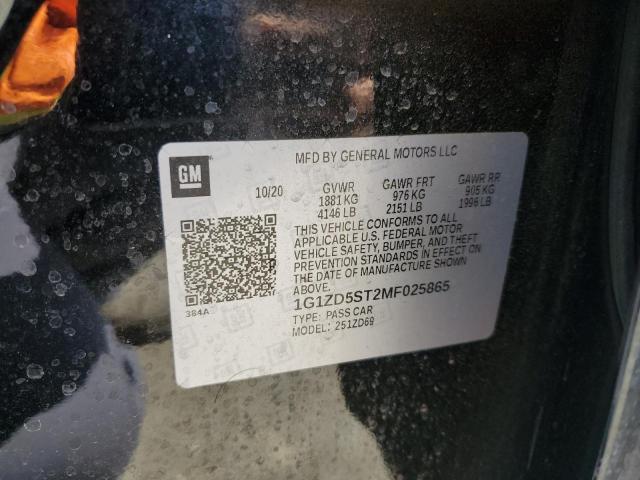 GM
MFD BY GENERAL MOTORS LLC
10/20 GVWR GAWR FRT GAWR RR
1881 KG 976 KG 905 KG
4146 LB 2151 LB 1996 LB
THIS VEHICLE CONFORMS TO ALL
APPLICABLE U.S. FEDERAL MOTOR
VEHICLE SAFETY, BUMPER, AND THEFT
PREVENTION STANDARDS IN EFFECT ON
THE DATE OF MANUFACTURE SHOWN
ABOVE.
1G1ZD5ST2MF025865
TYPE: PASS CAR
MODEL: 251ZD69
384A